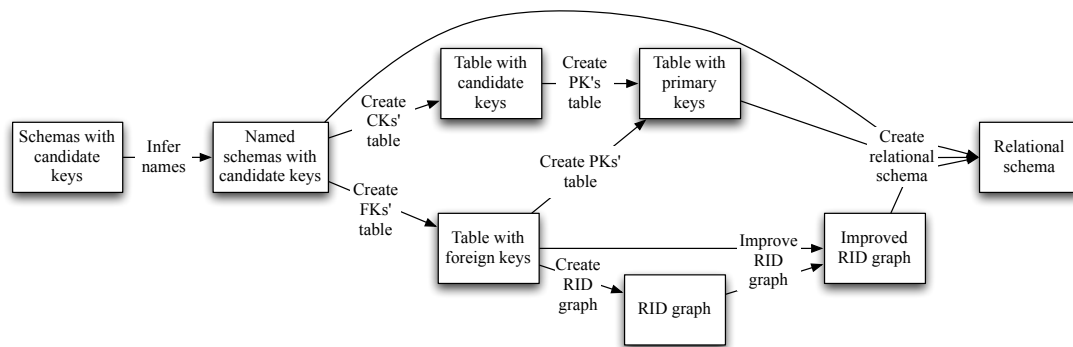 Schemas with
candidate
keys
Infer
names
Named
schemas with
candidate keys
Create
CKs'
table
Table with
candidate
keys
Create
PK's
table
Table with
primary
keys
Create
FKs'
table
Table with
foreign keys
Create PKs'
table
Create
RID
graph
RID graph
Improve
RID
graph
Improved
RID graph
Create
relational
schema
Relational
schema